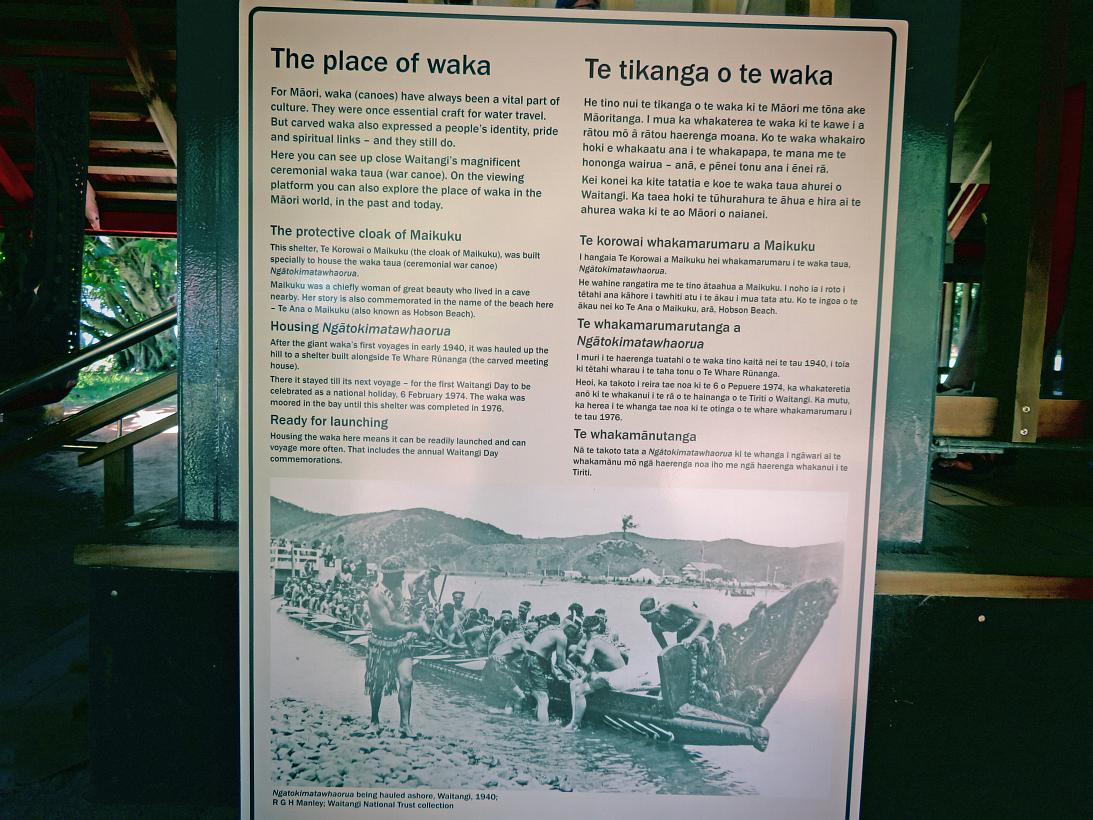 The place of waka
For Māori, waka (canoes) have always been a vital part of
culture. They were once essential craft for water travel.
But carved waka also expressed a people's identity, pride
and spiritual links – and they still do.
Here you can see up close Waitangi's magnificent
ceremonial waka taua (war canoe). On the viewing
platform you can also explore the place of waka in the
Māori world, in the past and today.
The protective cloak of Maikuku
This shelter, Te Korowai o Maikuku (the cloak of Maikuku), was built
specially to house the waka taua (ceremonial war canoe)
Ngātokimatawhaorua.
Maikuku was a chiefly woman of great beauty who lived in a cave
nearby. Her story is also commemorated in the name of the beach here
– Te Ana o Maikuku (also known as Hobson Beach).
Housing Ngātokimatawhaorua
After the giant waka's first voyages in early 1940, it was hauled up the
hill to a shelter built alongside Te Whare Rūnanga (the carved meeting
house).
There it stayed till its next voyage – for the first Waitangi Day to be
celebrated as a national holiday, 6 February 1974. The waka was
moored in the bay until this shelter was completed in 1976.
Ready for launching
Housing the waka here means it can be readily launched and can
voyage more often. That includes the annual Waitangi Day
commemorations.
Te tikanga o te waka
He tino nui te tikanga o te waka ki te Māori me tōna ake
Māoritanga. I mua ka whakaterea te waka ki te kawe i a
rātou mō ā rātou haerenga moana. Ko te waka whakairo
hoki e whakaatu ana i te whakapapa, te mana me te
hononga wairua – anā, e pēnei tonu ana i ēnei rā.
Kei konei ka kite tatatia e koe te waka taua ahurei o
Waitangi. Ka taea hoki te tūhurahura te āhua e hira ai te
ahurea waka ki te ao Māori o naianei.
Te korowai whakamarumaru a Maikuku
I hangaia Te Korowai a Maikuku hei whakamarumaru i te waka taua,
Ngātokimatawhaorua.
He wahine rangatira me te tino ātaahua a Maikuku. I noho ia i roto i
tētahi ana kāhore i tawhiti atu i te ākau i mua tata atu. Ko te ingoa o te
ākau nei ko Te Ana o Maikuku, arā, Hobson Beach.
Te whakamarumarutanga a
Ngātokimatawhaorua
I muri i te haerenga tuatahi o te waka tino kaitā nei te tau 1940, i toia
ki tētahi wharau i te taha tonu o Te Whare Rūnanga.
Heoi, ka takoto i reira tae noa ki te 6 o Pepuere 1974, ka whakateretia
anō ki te whakanui i te rā o te hainatanga o te Tiriti o Waitangi. Ka mutu,
ka herea i te whanga tae noa ki te otinga o te whare whakamarumaru i
te tau 1976.
Te whakamānutanga
Nā te takoto tata a Ngātokimatawhaorua ki te whanga i ngāwari ai te
whakamānu mō ngā haerenga noa iho me ngā haerenga whakanui i te
Tiriti.
Ngatokimatawhaorua being hauled ashore, Waitangi, 1940;
R G H Manley; Waitangi National Trust collection